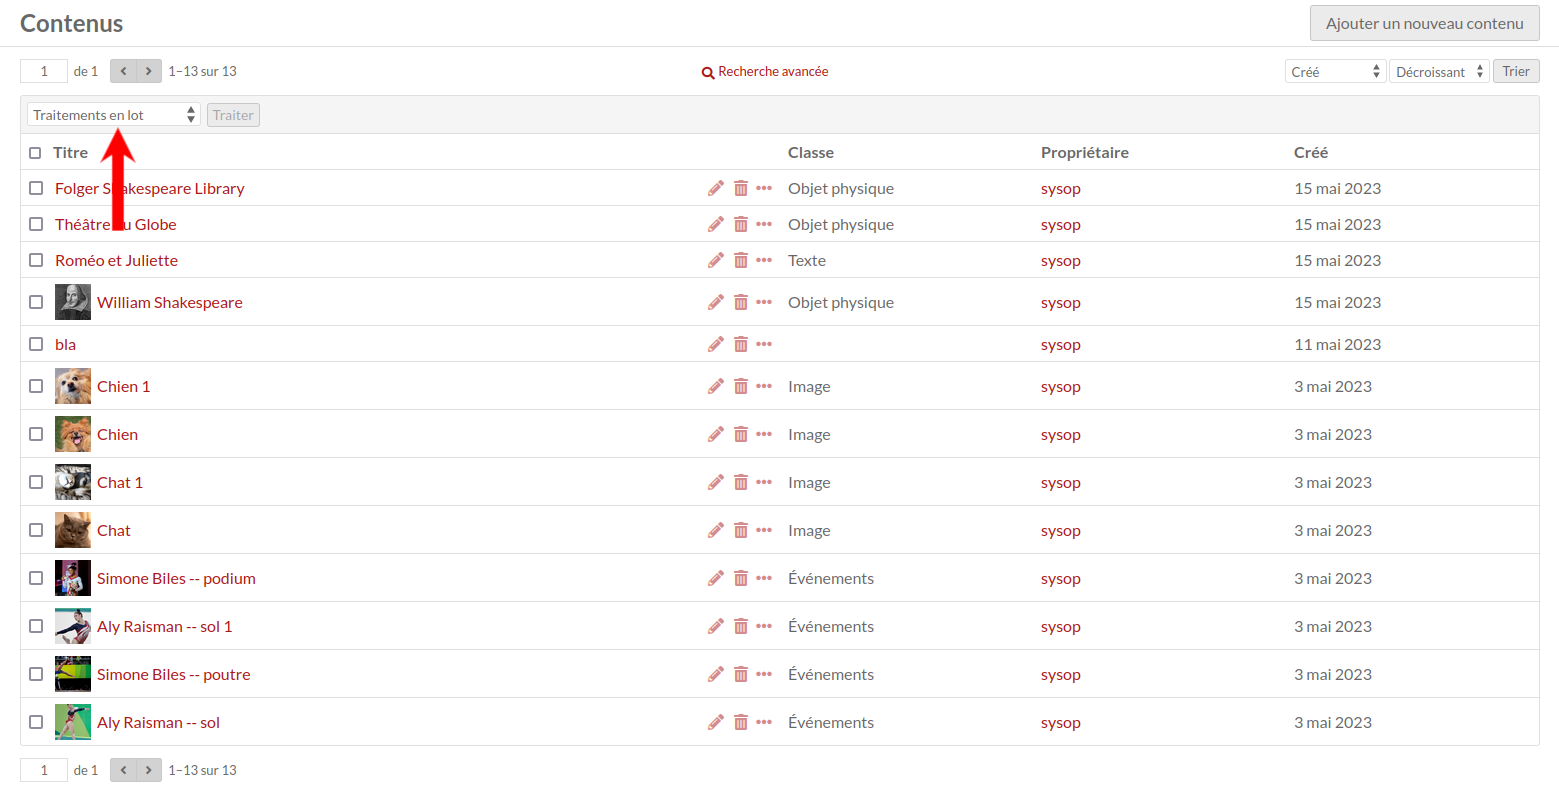 Contenus
Ajouter un nouveau contenu
1 de 1 1–13 sur 13 Recherche avancée Créé Décroissant Trier
Traitements en lot Traiter
Titre Classe Propriétaire Créé
Folger Shakespeare Library Objet physique sysop 15 mai 2023
Théâtre du Globe Objet physique sysop 15 mai 2023
Roméo et Juliette Texte sysop 15 mai 2023
William Shakespeare Objet physique sysop 15 mai 2023
bla sysop 11 mai 2023
Chien 1 Image sysop 3 mai 2023
Chien Image sysop 3 mai 2023
Chat 1 Image sysop 3 mai 2023
Chat Image sysop 3 mai 2023
Simone Biles -- podium Événements sysop 3 mai 2023
Aly Raisman -- sol 1 Événements sysop 3 mai 2023
Simone Biles -- poutre Événements sysop 3 mai 2023
Aly Raisman -- sol Événements sysop 3 mai 2023
1 de 1 1–13 sur 13